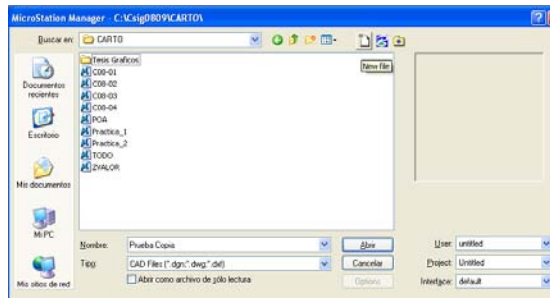 MicroStation Manager - C:\Csig0809\CARTO\
Buscar en: CARTO
New file
Tesis Graficos
C08-01
C08-02
C08-03
C08-04
POA
Practica_1
Practica_2
TODO
ZVALOR
Documentos recientes
Escritorio
Mis documentos
Mi PC
Mis sitios de red
Nombre: Prueba Copia Abrir
Tipo: CAD Files (*.dgn;*.dwg;*.dxf) Cancelar
Abrir como archivo de sólo lectura Options
User: untitled
Project: Untitled
Interface: default